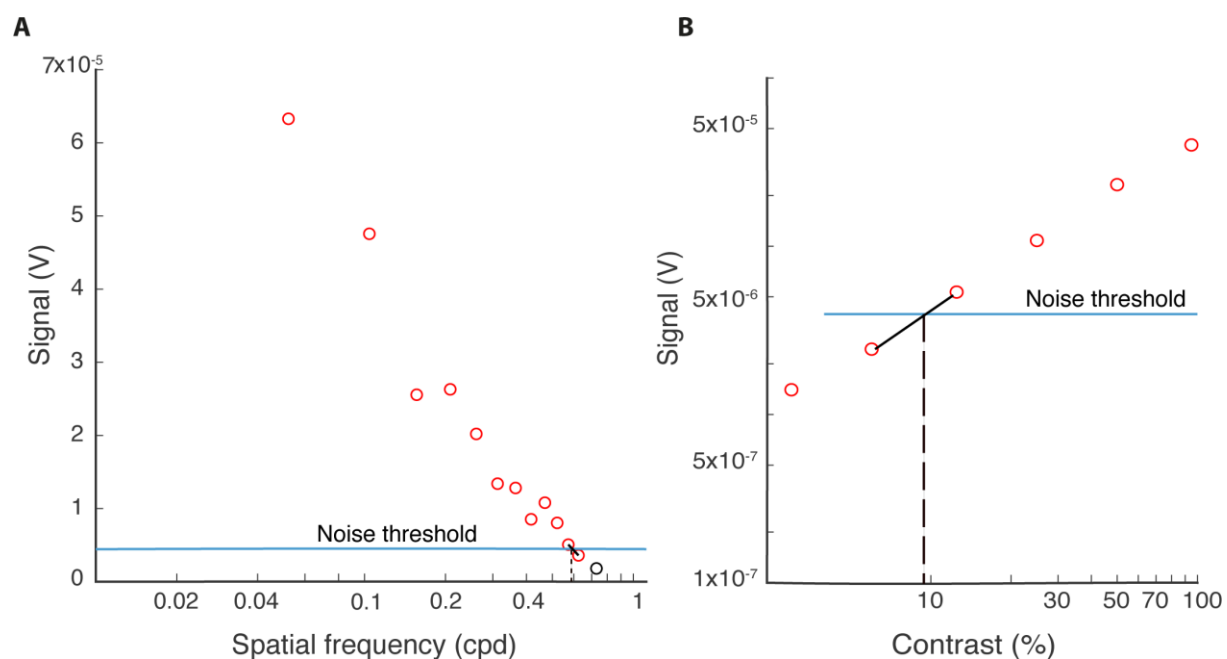 A
7x10⁻⁵
6
5
4
3
2
1
0
Signal (V)
Noise threshold
0.02
0.04
0.1
0.2
0.4
1
Spatial frequency (cpd)
B
5x10⁻⁵
5x10⁻⁶
5x10⁻⁷
1x10⁻⁷
Signal (V)
Noise threshold
10
30
50
70
100
Contrast (%)